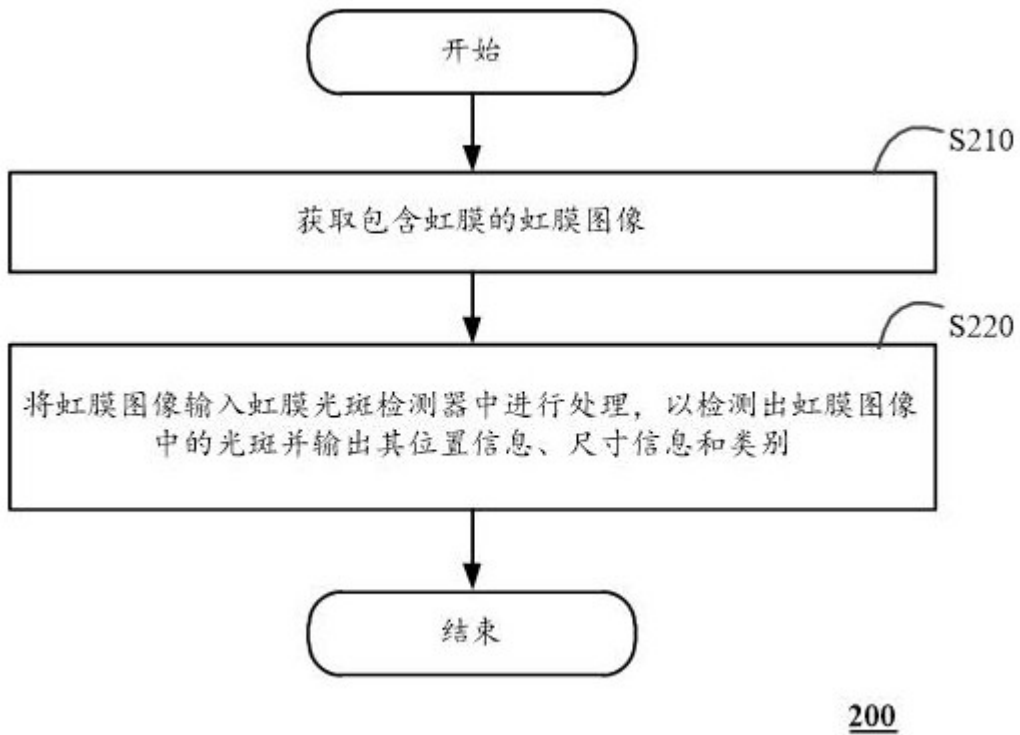 开始
S210
获取包含虹膜的虹膜图像
S220
将虹膜图像输入虹膜光斑检测器中进行处理，以检测出虹膜图像
中的光斑并输出其位置信息、尺寸信息和类别
结束
200